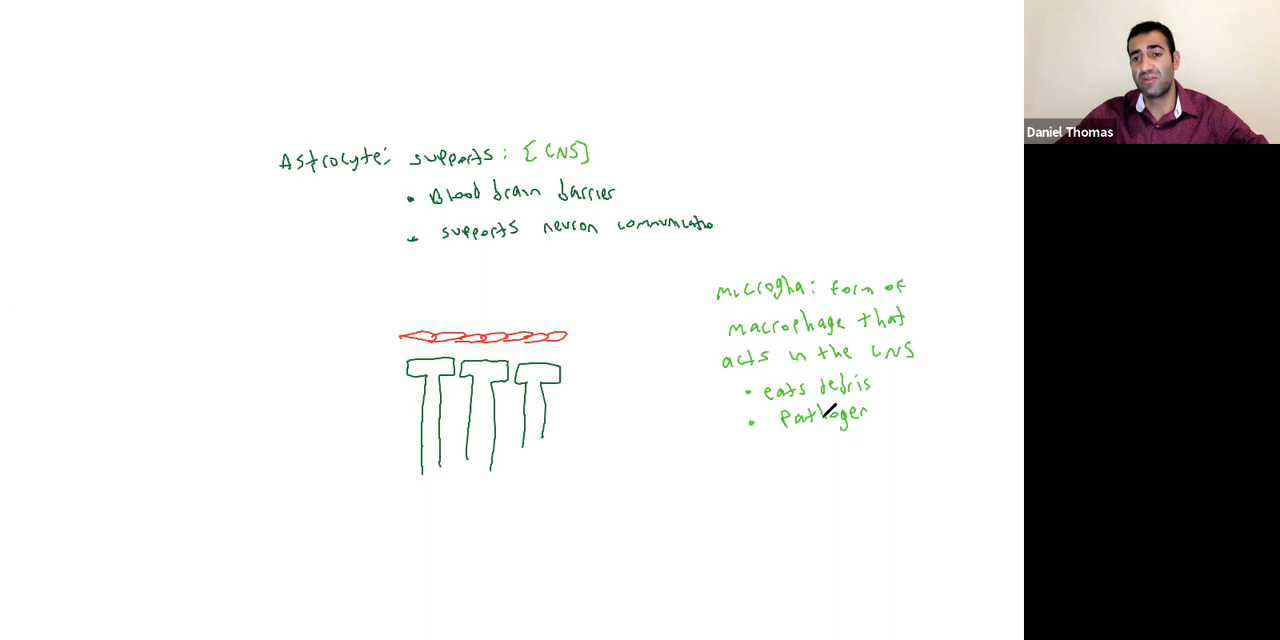 Astrocyte: supports: [CNS]
• Blood brain barrier
• supports neuron communicatio
microglia: form of
macrophage that
acts in the CNS
• eats debris
• Pathogen
Daniel Thomas